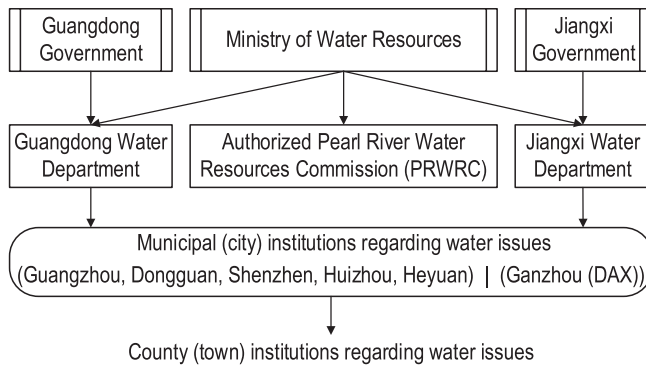 Guangdong
Government
Ministry of Water Resources
Jiangxi
Government
Guangdong Water
Department
Authorized Pearl River Water
Resources Commission (PRWRC)
Jiangxi Water
Department
Municipal (city) institutions regarding water issues
(Guangzhou, Dongguan, Shenzhen, Huizhou, Heyuan) | (Ganzhou (DAX))
County (town) institutions regarding water issues